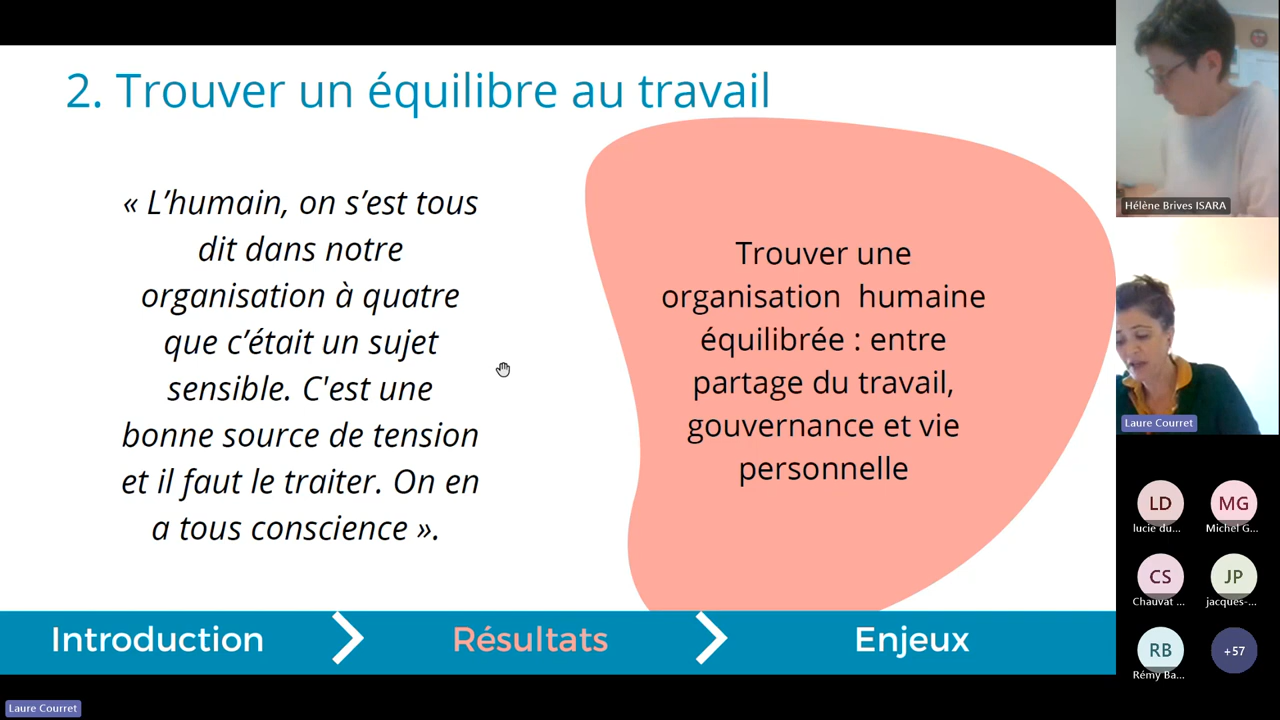 2. Trouver un équilibre au travail
« L’humain, on s’est tous
dit dans notre
organisation à quatre
que c’était un sujet
sensible. C'est une
bonne source de tension
et il faut le traiter. On en
a tous conscience ».
Trouver une
organisation humaine
équilibrée : entre
partage du travail,
gouvernance et vie
personnelle
Introduction
Résultats
Enjeux
Hélène Brives ISARA
Laure Courret
LD
lucie du...
MG
Michel G...
CS
Chauvat ...
JP
jacques-...
RB
Rémy Ba...
+57
Laure Courret